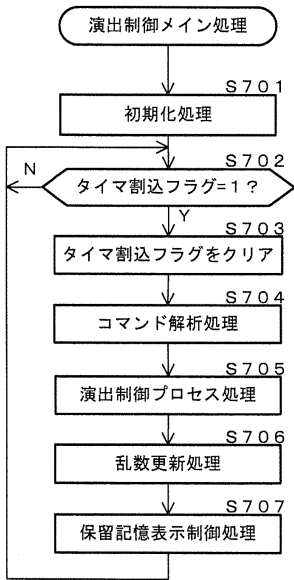 演出制御メイン処理
S701
初期化処理
S702
N
タイマ割込フラグ=1?
Y
S703
タイマ割込フラグをクリア
S704
コマンド解析処理
S705
演出制御プロセス処理
S706
乱数更新処理
S707
保留記憶表示制御処理